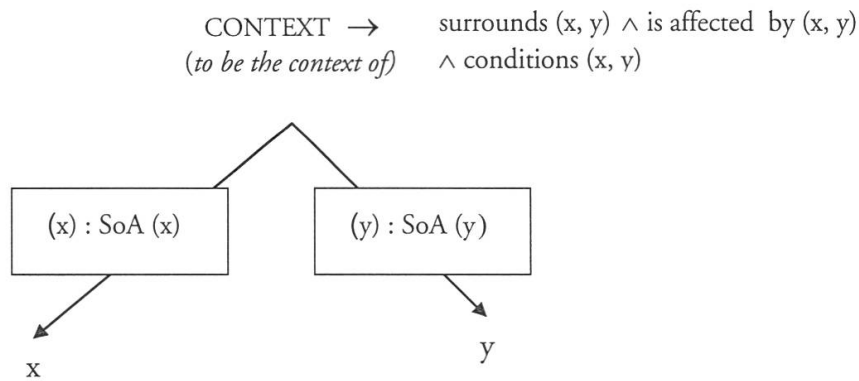 CONTEXT → surrounds (x, y) ∧ is affected by (x, y)
(to be the context of) ∧ conditions (x, y)
(x) : SoA (x) (y) : SoA (y)
x y